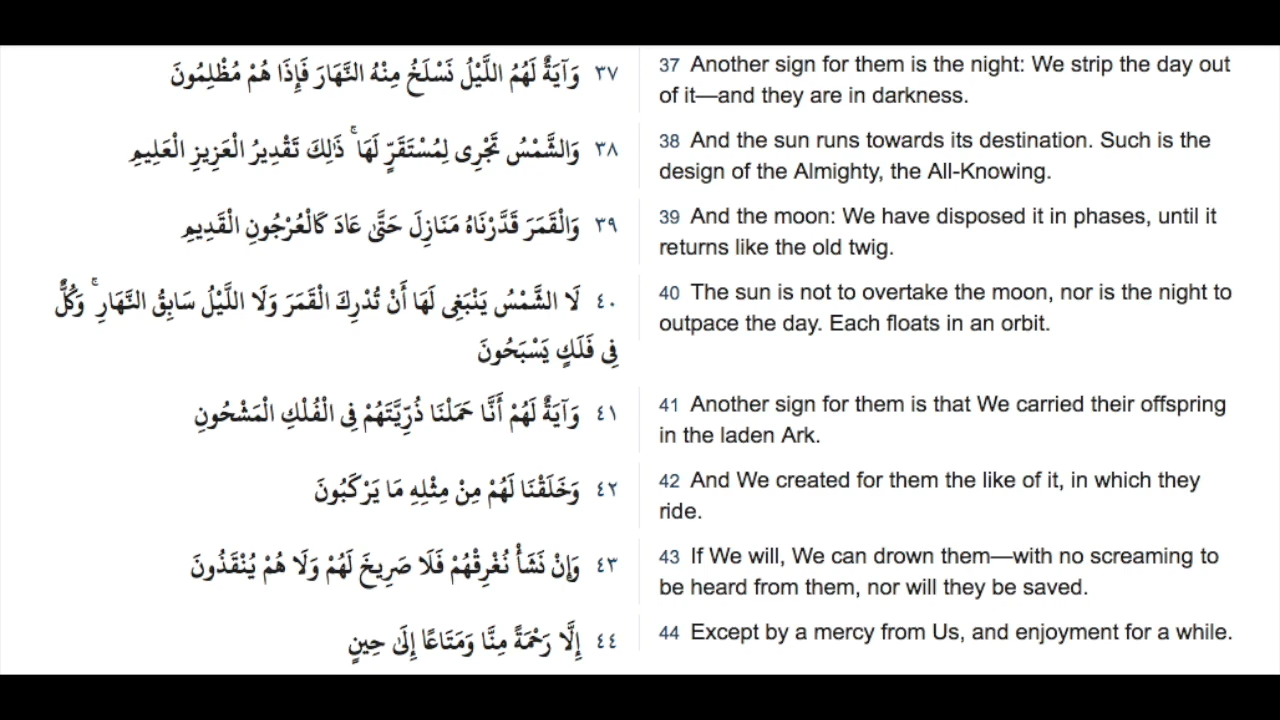 ٣٧ وَآيَةٌ لَهُمُ اللَّيْلُ نَسْلَخُ مِنْهُ النَّهَارَ فَإِذَا هُمْ مُظْلِمُونَ
37 Another sign for them is the night: We strip the day out
of it—and they are in darkness.
٣٨ وَالشَّمْسُ تَجْرِى لِمُسْتَقَرٍّ لَهَا ۚ ذَٰلِكَ تَقْدِيرُ الْعَزِيزِ الْعَلِيمِ
38 And the sun runs towards its destination. Such is the
design of the Almighty, the All-Knowing.
٣٩ وَالْقَمَرَ قَدَّرْنَاهُ مَنَازِلَ حَتَّىٰ عَادَ كَالْعُرْجُونِ الْقَدِيمِ
39 And the moon: We have disposed it in phases, until it
returns like the old twig.
٤٠ لَا الشَّمْسُ يَنْبَغِى لَهَا أَنْ تُدْرِكَ الْقَمَرَ وَلَا اللَّيْلُ سَابِقُ النَّهَارِ ۚ وَكُلٌّ
فِى فَلَكٍ يَسْبَحُونَ
40 The sun is not to overtake the moon, nor is the night to
outpace the day. Each floats in an orbit.
٤١ وَآيَةٌ لَهُمْ أَنَّا حَمَلْنَا ذُرِّيَّتَهُمْ فِى الْفُلْكِ الْمَشْحُونِ
41 Another sign for them is that We carried their offspring
in the laden Ark.
٤٢ وَخَلَقْنَا لَهُمْ مِنْ مِثْلِهِ مَا يَرْكَبُونَ
42 And We created for them the like of it, in which they
ride.
٤٣ وَإِنْ نَشَأْ نُغْرِقْهُمْ فَلَا صَرِيخَ لَهُمْ وَلَا هُمْ يُنْقَذُونَ
43 If We will, We can drown them—with no screaming to
be heard from them, nor will they be saved.
٤٤ إِلَّا رَحْمَةً مِنَّا وَمَتَاعًا إِلَىٰ حِينٍ
44 Except by a mercy from Us, and enjoyment for a while.